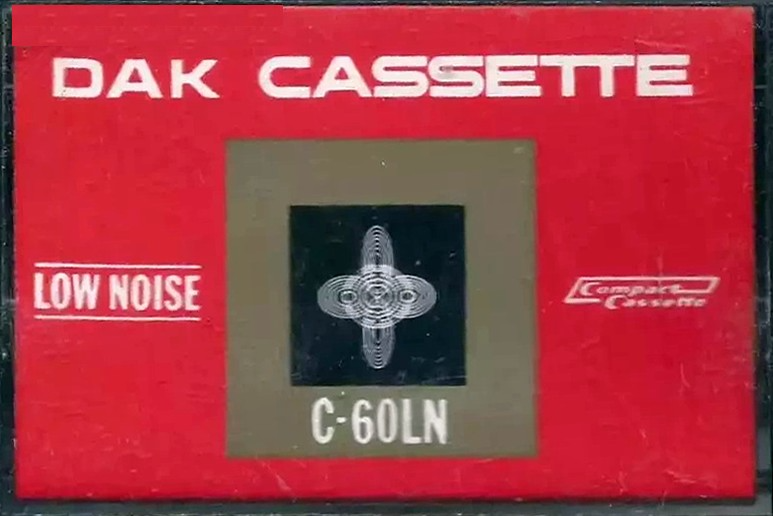 DAK CASSETTE
LOW NOISE
Compact
Cassette
C-60LN